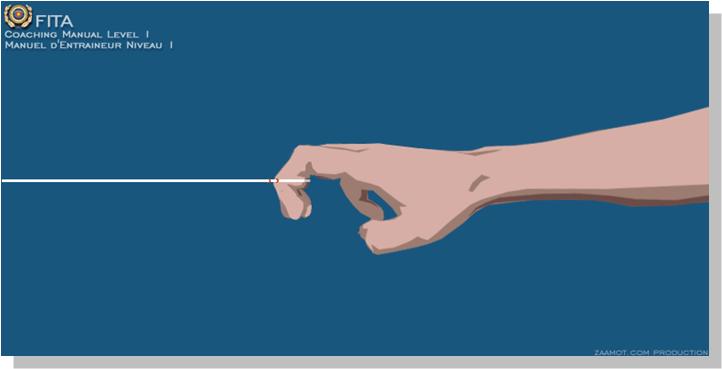 FITA
Coaching Manual Level 1
Manuel d'Entraineur Niveau 1
zaamot.com Production